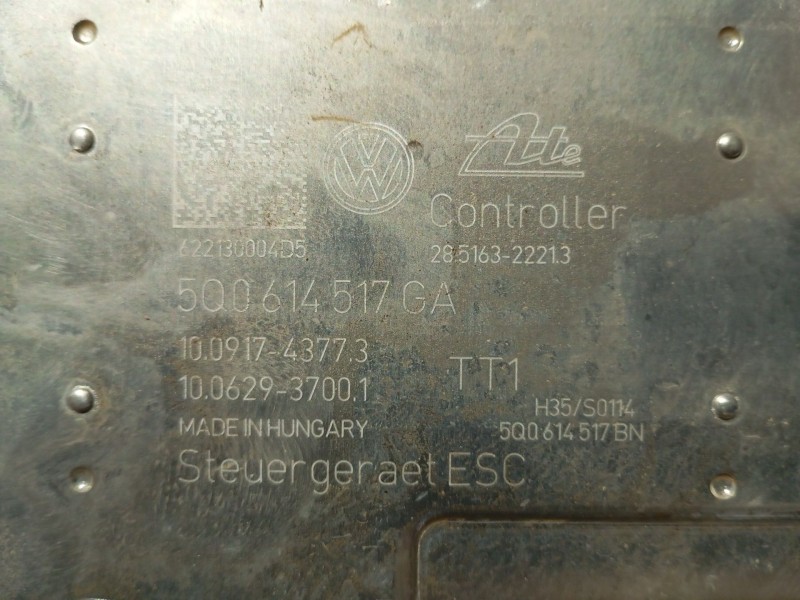 VW Ate
Controller
622130004D5 28.5163-2221.3
5Q0 614 517 GA
10.0917-4377.3
10.0629-3700.1 TT1
H35/S0114
MADE IN HUNGARY 5Q0 614 517 BN
Steuergeraet ESC